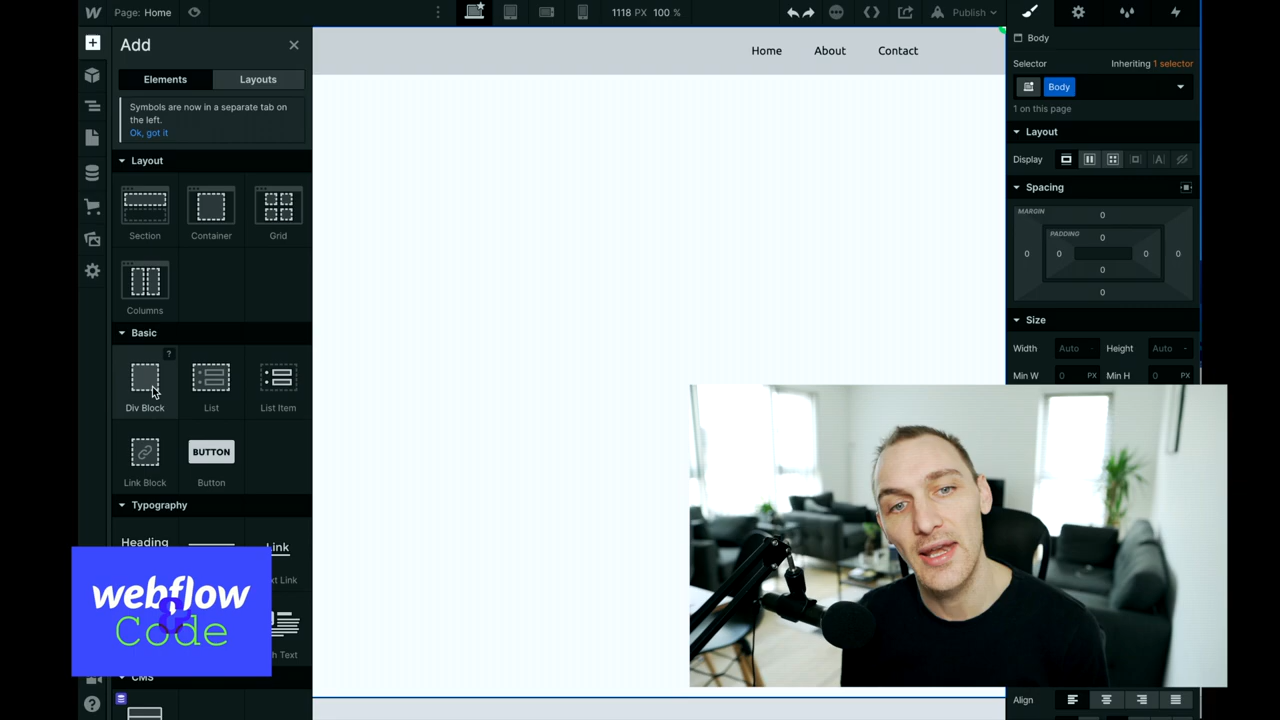 Page: Home
1118 PX 100 %
Publish
Add
Elements
Layouts
Symbols are now in a separate tab on
the left.
Ok, got it
Layout
Section
Container
Grid
Columns
Basic
?
Div Block
List
List Item
Link Block
BUTTON
Button
Typography
Heading
Link
xt Link
h Text
CMS
webflow
&
Code
Home
About
Contact
Body
Selector
Inheriting 1 selector
Body
1 on this page
Layout
Display
Spacing
MARGIN
0
PADDING
0
0
0
0
0
0
0
Size
Width
Auto
-
Height
Auto
-
Min W
0
PX
Min H
0
PX
Align